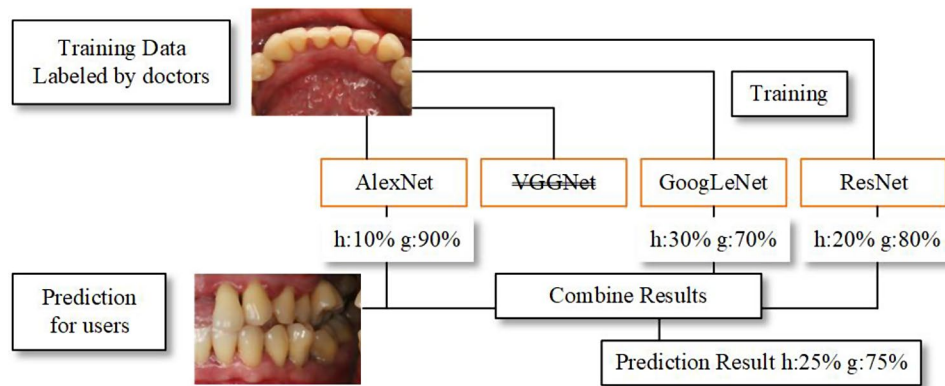 Training Data
Labeled by doctors
Training
AlexNet
VGGNet
GoogLeNet
ResNet
h:10% g:90%
h:30% g:70%
h:20% g:80%
Prediction
for users
Combine Results
Prediction Result h:25% g:75%